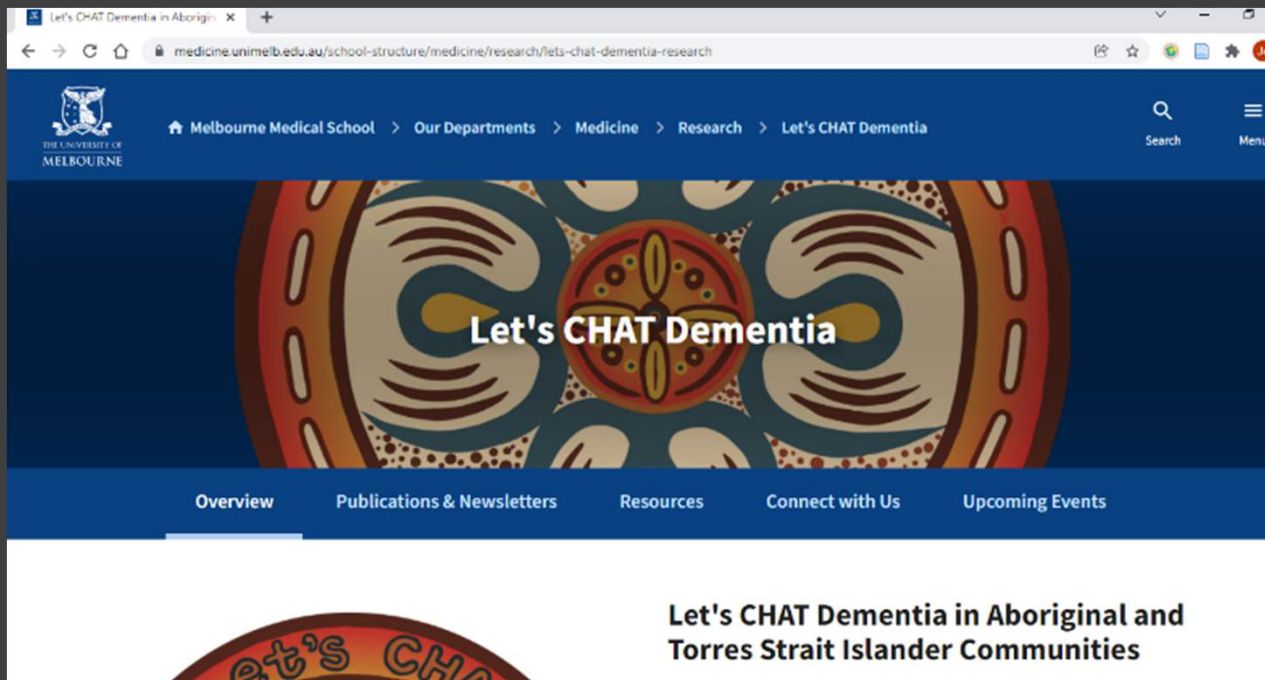 Let's CHAT Dementia in Aborigin
medicine.unimelb.edu.au/school-structure/medicine/research/lets-chat-dementia-research
THE UNIVERSITY OF
MELBOURNE
Melbourne Medical School > Our Departments > Medicine > Research > Let's CHAT Dementia
Search
Menu
Let's CHAT Dementia
Overview Publications & Newsletters Resources Connect with Us Upcoming Events
Let's CHAT Dementia in Aboriginal and
Torres Strait Islander Communities
Let's CHA